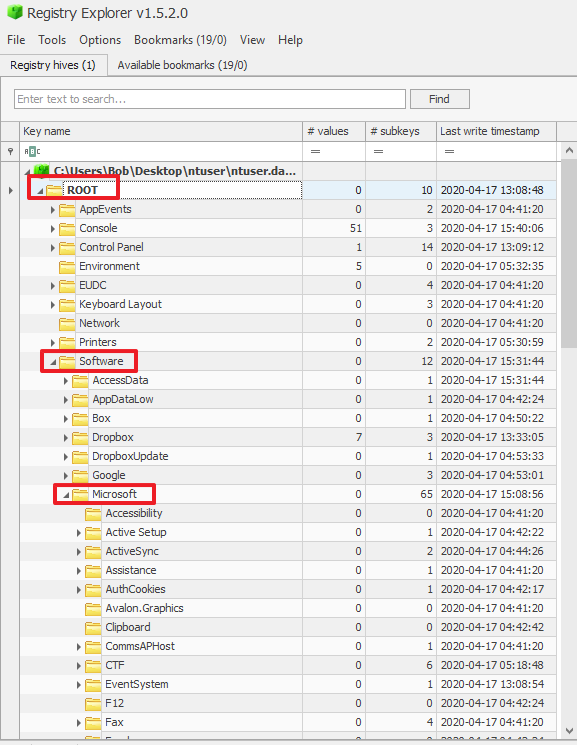 Registry Explorer v1.5.2.0
File Tools Options Bookmarks (19/0) View Help
Registry hives (1) Available bookmarks (19/0)
Enter text to search... Find
Key name # values # subkeys Last write timestamp
ABC = = =
C:\Users\Bob\Desktop\ntuser\ntuser.da...
ROOT 0 10 2020-04-17 13:08:48
AppEvents 0 2 2020-04-17 04:41:20
Console 51 3 2020-04-17 15:40:06
Control Panel 1 14 2020-04-17 13:09:12
Environment 5 0 2020-04-17 05:32:35
EUDC 0 4 2020-04-17 04:41:20
Keyboard Layout 0 3 2020-04-17 04:41:20
Network 0 0 2020-04-17 04:41:20
Printers 0 2 2020-04-17 05:30:59
Software 0 12 2020-04-17 15:31:44
AccessData 0 1 2020-04-17 15:31:44
AppDataLow 0 2 2020-04-17 04:42:24
Box 0 1 2020-04-17 04:50:22
Dropbox 7 3 2020-04-17 13:33:05
DropboxUpdate 0 1 2020-04-17 04:53:33
Google 0 3 2020-04-17 04:53:01
Microsoft 0 65 2020-04-17 15:08:56
Accessibility 0 0 2020-04-17 04:41:20
Active Setup 0 1 2020-04-17 04:42:22
ActiveSync 0 2 2020-04-17 04:44:26
Assistance 0 1 2020-04-17 04:41:20
AuthCookies 0 1 2020-04-17 04:42:17
Avalon.Graphics 0 0 2020-04-17 04:41:20
Clipboard 0 0 2020-04-17 04:42:42
CommsAPHost 0 1 2020-04-17 04:41:20
CTF 0 6 2020-04-17 05:18:48
EventSystem 0 1 2020-04-17 13:08:54
F12 0 0 2020-04-17 04:41:20
Fax 0 4 2020-04-17 04:41:20